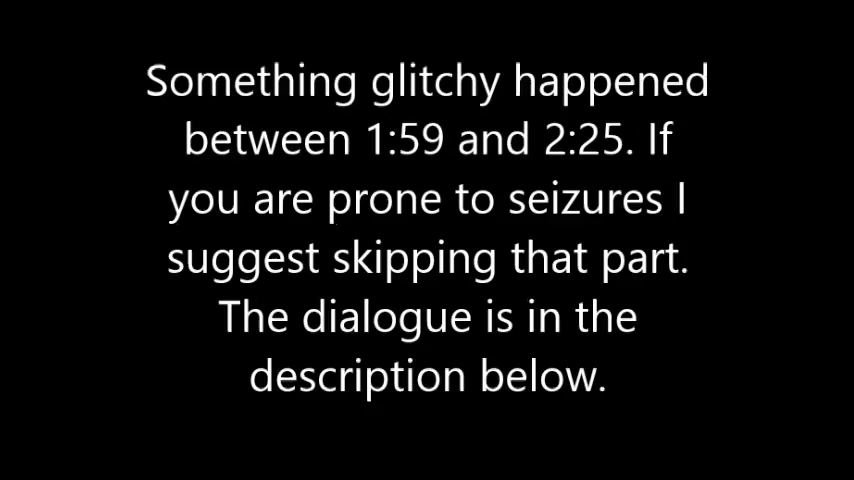 Something glitchy happened
between 1:59 and 2:25. If
you are prone to seizures I
suggest skipping that part.
The dialogue is in the
description below.